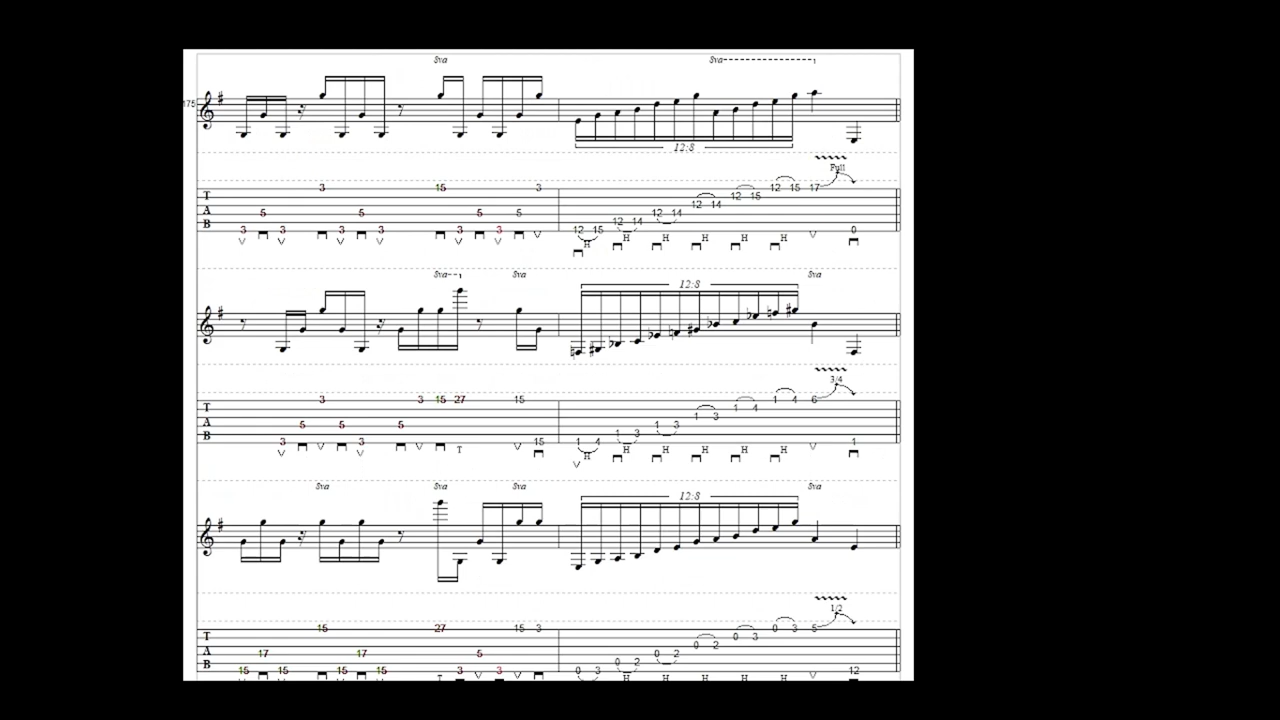 8va
8va 1
175
12:8
Full
T 3 15 3 12 15 17
12 15
12 14
A 5 5 5 5 12 14
12 14
B 3 3 3 3 3 3 12 15 0
V V V V V V V H H H H H H V
8va 1 8va 12:8 8va
3/4
T 3 3 15 27 15 1 4 6
1 4
1 3
A 5 5 5 1 3
1 3
B 3 3 15 1 4 1
V V V V T V V H H H H H H V
8va 8va 8va 12:8 8va
1/2
T 15 27 15 3 0 3 5
0 3
0 2
A 17 17 5 0 2
0 2
B 15 15 15 15 3 3 0 3 12
T V V H H H H H V